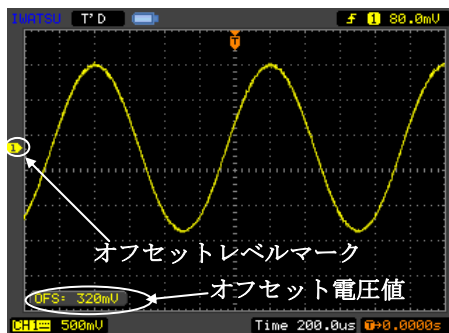 IWATSU T'D 1 80.0mV
T
1
オフセットレベルマーク
オフセット電圧値
OFS: 320mV
CH1 500mU Time 200.0us T→0.0000s